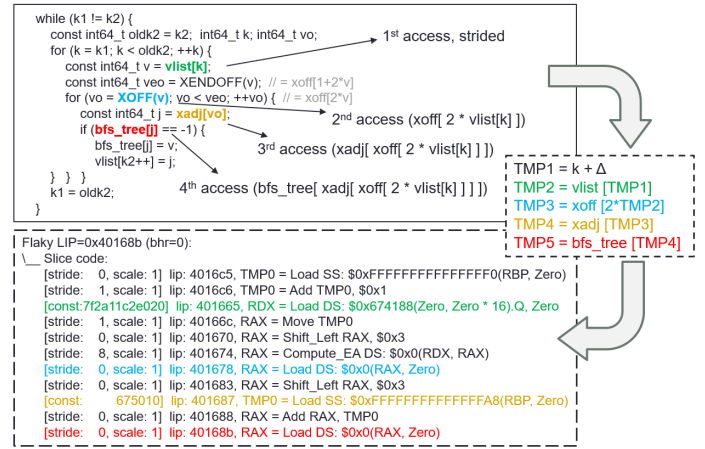 while (k1 != k2) {
const int64_t oldk2 = k2;  int64_t k; int64_t vo;
for (k = k1; k < oldk2; ++k) {
const int64_t v = vlist[k];
const int64_t veo = XENDOFF(v);  // = xoff[1+2*v]
for (vo = XOFF(v); vo < veo; ++vo) {  // = xoff[2*v]
const int64_t j = xadj[vo];
if (bfs_tree[j] == -1) {
bfs_tree[j] = v;
vlist[k2++] = j;
}   }   }
k1 = oldk2;
}
1st access, strided
2nd access (xoff[ 2 * vlist[k] ])
3rd access (xadj[ xoff[ 2 * vlist[k] ] ])
4th access (bfs_tree[ xadj[ xoff[ 2 * vlist[k] ] ] ])
TMP1 = k + Δ
TMP2 = vlist [TMP1]
TMP3 = xoff [2*TMP2]
TMP4 = xadj [TMP3]
TMP5 = bfs_tree [TMP4]
Flaky LIP=0x40168b (bhr=0):
\__ Slice code:
[stride:    0, scale: 1]  lip: 4016c5, TMP0 = Load SS: $0xFFFFFFFFFFFFFFF0(RBP, Zero)
[stride:    1, scale: 1]  lip: 4016c6, TMP0 = Add TMP0, $0x1
[const:7f2a11c2e020]  lip: 401665, RDX = Load DS: $0x674188(Zero, Zero * 16).Q, Zero
[stride:    1, scale: 1]  lip: 40166c, RAX = Move TMP0
[stride:    0, scale: 1]  lip: 401670, RAX = Shift_Left RAX, $0x3
[stride:    8, scale: 1]  lip: 401674, RAX = Compute_EA DS: $0x0(RDX, RAX)
[stride:    0, scale: 1]  lip: 401678, RAX = Load DS: $0x0(RAX, Zero)
[stride:    0, scale: 1]  lip: 401683, RAX = Shift_Left RAX, $0x3
[const:        675010]  lip: 401687, TMP0 = Load SS: $0xFFFFFFFFFFFFFFA8(RBP, Zero)
[stride:    0, scale: 1]  lip: 401688, RAX = Add RAX, TMP0
[stride:    0, scale: 1]  lip: 40168b, RAX = Load DS: $0x0(RAX, Zero)